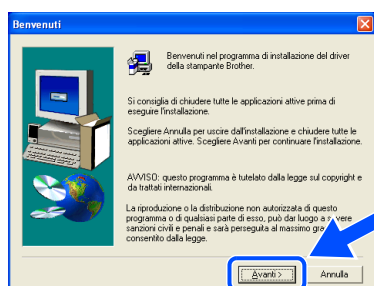 Benvenuti
Benvenuti nel programma di installazione del driver
della stampante Brother.
Si consiglia di chiudere tutte le applicazioni attive prima di
eseguire l'installazione.
Scegliere Annulla per uscire dall'installazione e chiudere tutte le
applicazioni attive. Scegliere Avanti per continuare l'installazione.
AVVISO: questo programma è tutelato dalla legge sul copyright e
da trattati internazionali.
La riproduzione o la distribuzione non autorizzata di questo
programma o di qualsiasi parte di esso, può dar luogo a severe
sanzioni civili e penali e sarà perseguita al massimo
consentito dalla legge.
Avanti >
Annulla